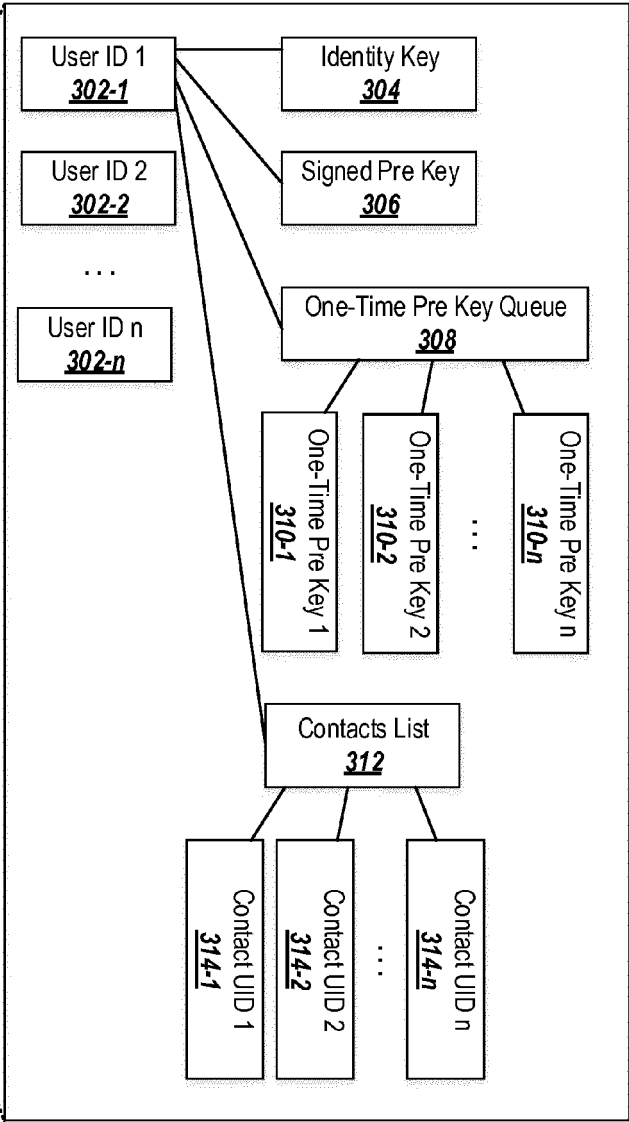 User ID 1
302-1
Identity Key
304
User ID 2
302-2
Signed Pre Key
306
...
User ID n
302-n
One-Time Pre Key Queue
308
One-Time Pre Key 1
310-1
One-Time Pre Key 2
310-2
...
One-Time Pre Key n
310-n
Contacts List
312
Contact UID 1
314-1
Contact UID 2
314-2
...
Contact UID n
314-n